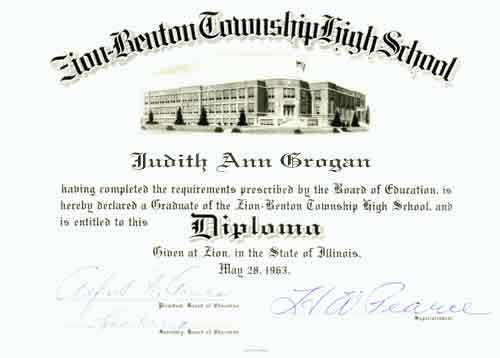 Zion-Benton Township High School
Judith Ann Grogan
having completed the requirements prescribed by the Board of Education, is
hereby declared a Graduate of the Zion-Benton Township High School, and
is entitled to this Diploma
Given at Zion, in the State of Illinois,
May 28, 1963.
President Board of Education
H W Pearce
Superintendent
Secretary Board of Education